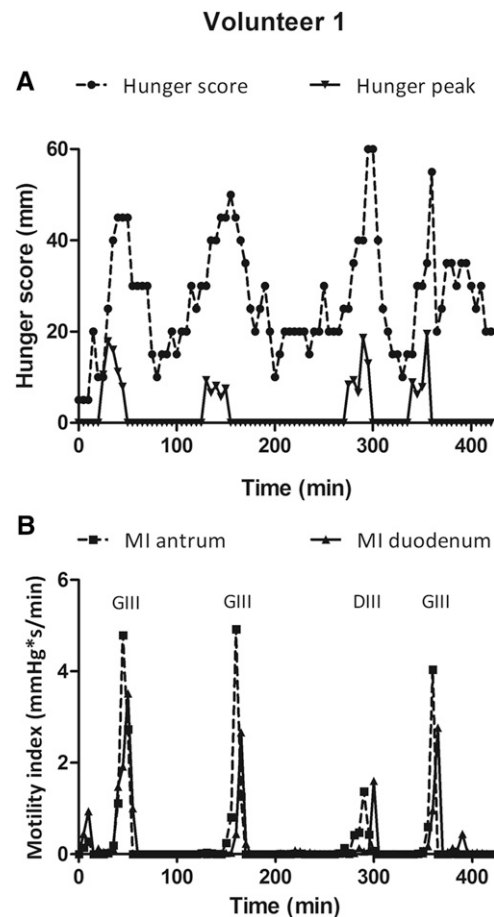 Volunteer 1
A
Hunger score Hunger peak
Hunger score (mm)
60
40
20
0
0 100 200 300 400
Time (min)
B
MI antrum MI duodenum
Motility index (mmHg*s/min)
6
GIII GIII DIII GIII
4
2
0
0 100 200 300 400
Time (min)